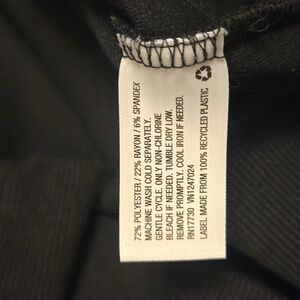 72% POLYESTER / 22% RAYON / 6% SPANDEX
MACHINE WASH COLD SEPARATELY.
GENTLE CYCLE. ONLY NON-CHLORINE
BLEACH IF NEEDED. TUMBLE DRY LOW.
REMOVE PROMPTLY. COOL IRON IF NEEDED.
RN17730 VN1247024
LABEL MADE FROM 100% RECYCLED PLASTIC